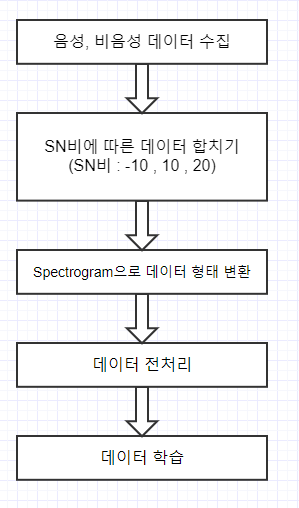 음성, 비음성 데이터 수집
SN비에 따른 데이터 합치기
(SN비 : -10 , 10 , 20)
Spectrogram으로 데이터 형태 변환
데이터 전처리
데이터 학습